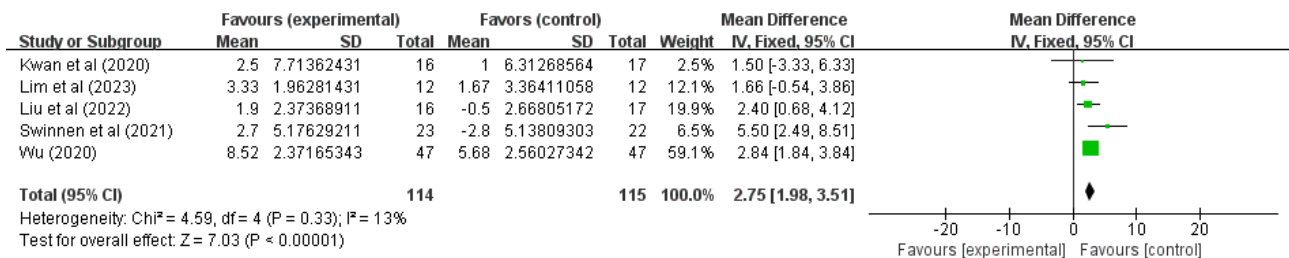 Favours (experimental) Favors (control) Mean Difference Mean Difference
Study or Subgroup Mean SD Total Mean SD Total Weight IV, Fixed, 95% CI IV, Fixed, 95% CI
Kwan et al (2020) 2.5 7.71362431 16 1 6.31268564 17 2.5% 1.50 [-3.33, 6.33]
Lim et al (2023) 3.33 1.96281431 12 1.67 3.36411058 12 12.1% 1.66 [-0.54, 3.86]
Liu et al (2022) 1.9 2.37368911 16 -0.5 2.66805172 17 19.9% 2.40 [0.68, 4.12]
Swinnen et al (2021) 2.7 5.17629211 23 -2.8 5.13809303 22 6.5% 5.50 [2.49, 8.51]
Wu (2020) 8.52 2.37165343 47 5.68 2.56027342 47 59.1% 2.84 [1.84, 3.84]
Total (95% CI) 114 115 100.0% 2.75 [1.98, 3.51]
Heterogeneity: Chi² = 4.59, df = 4 (P = 0.33); I² = 13%
Test for overall effect: Z = 7.03 (P < 0.00001)
-20 -10 0 10 20
Favours [experimental] Favours [control]